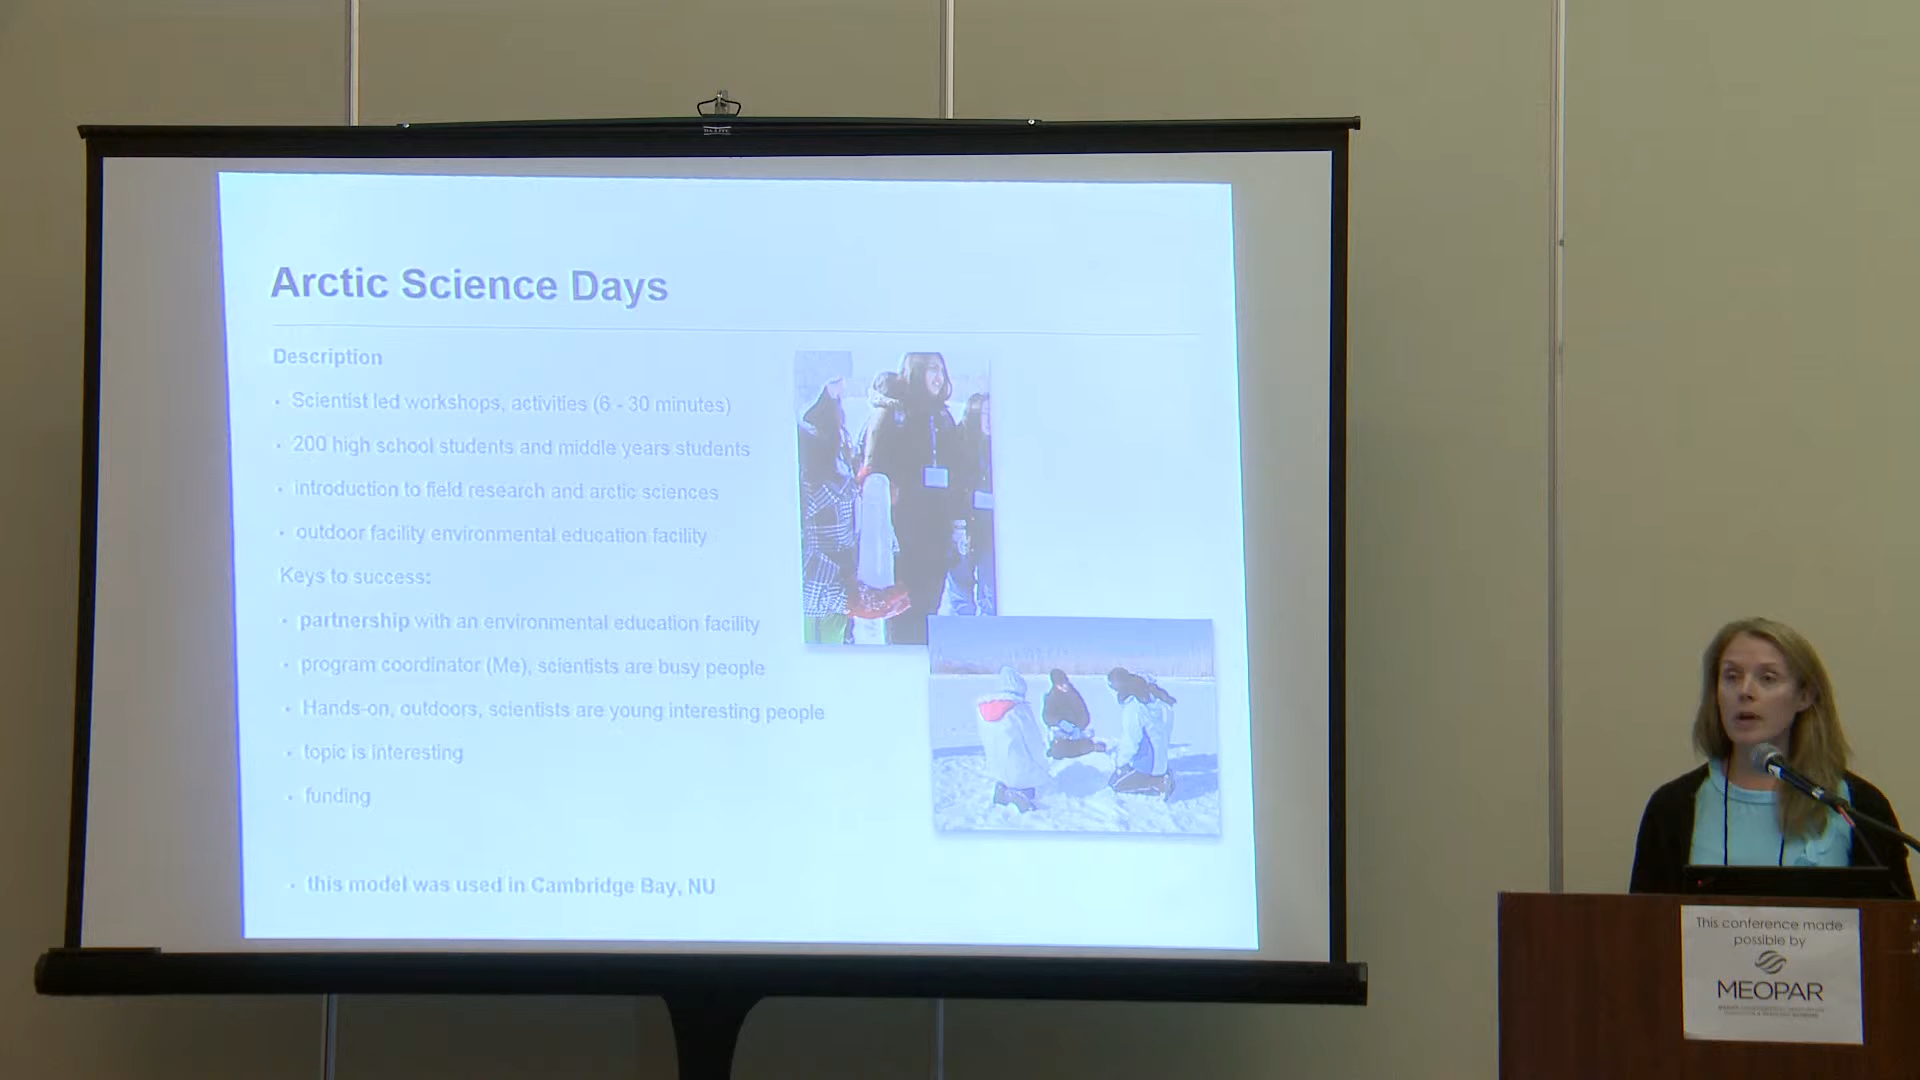 Arctic Science Days
Description
• Scientist led workshops, activities (6 - 30 minutes)
• 200 high school students and middle years students
• introduction to field research and arctic sciences
• outdoor facility environmental education facility
Keys to success:
• partnership with an environmental education facility
• program coordinator (Me), scientists are busy people
• Hands-on, outdoors, scientists are young interesting people
• topic is interesting
• funding
• this model was used in Cambridge Bay, NU
This conference made
possible by
MEOPAR